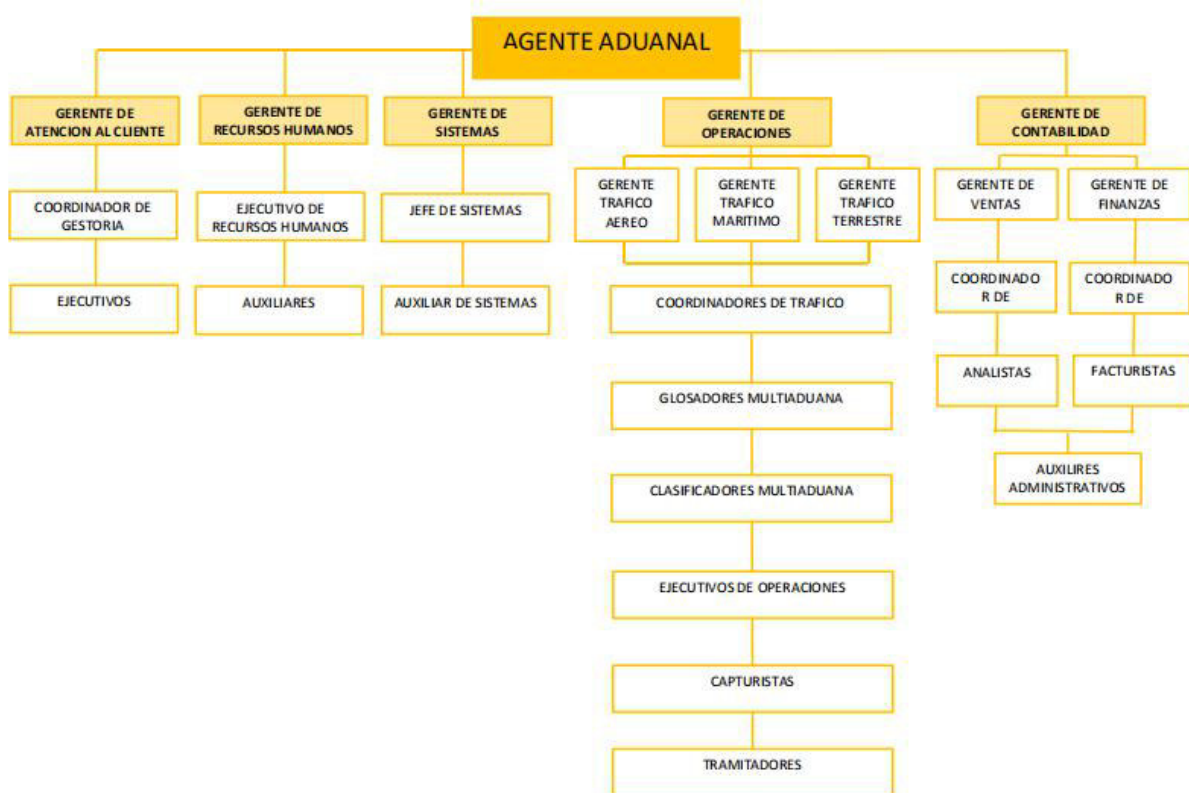 AGENTE ADUANAL
GERENTE DE
ATENCION AL CLIENTE
GERENTE DE
RECURSOS HUMANOS
GERENTE DE
SISTEMAS
GERENTE DE
OPERACIONES
GERENTE DE
CONTABILIDAD
COORDINADOR DE
GESTORIA
EJECUTIVO DE
RECURSOS HUMANOS
JEFE DE SISTEMAS
GERENTE
TRAFICO
AEREO
GERENTE
TRAFICO
MARITIMO
GERENTE
TRAFICO
TERRESTRE
GERENTE DE
VENTAS
GERENTE DE
FINANZAS
EJECUTIVOS
AUXILIARES
AUXILIAR DE SISTEMAS
COORDINADORES DE TRAFICO
COORDINADO
R DE
COORDINADO
R DE
GLOSADORES MULTIADUANA
ANALISTAS
FACTURISTAS
CLASIFICADORES MULTIADUANA
AUXILIRES
ADMINISTRATIVOS
EJECUTIVOS DE OPERACIONES
CAPTURISTAS
TRAMITADORES